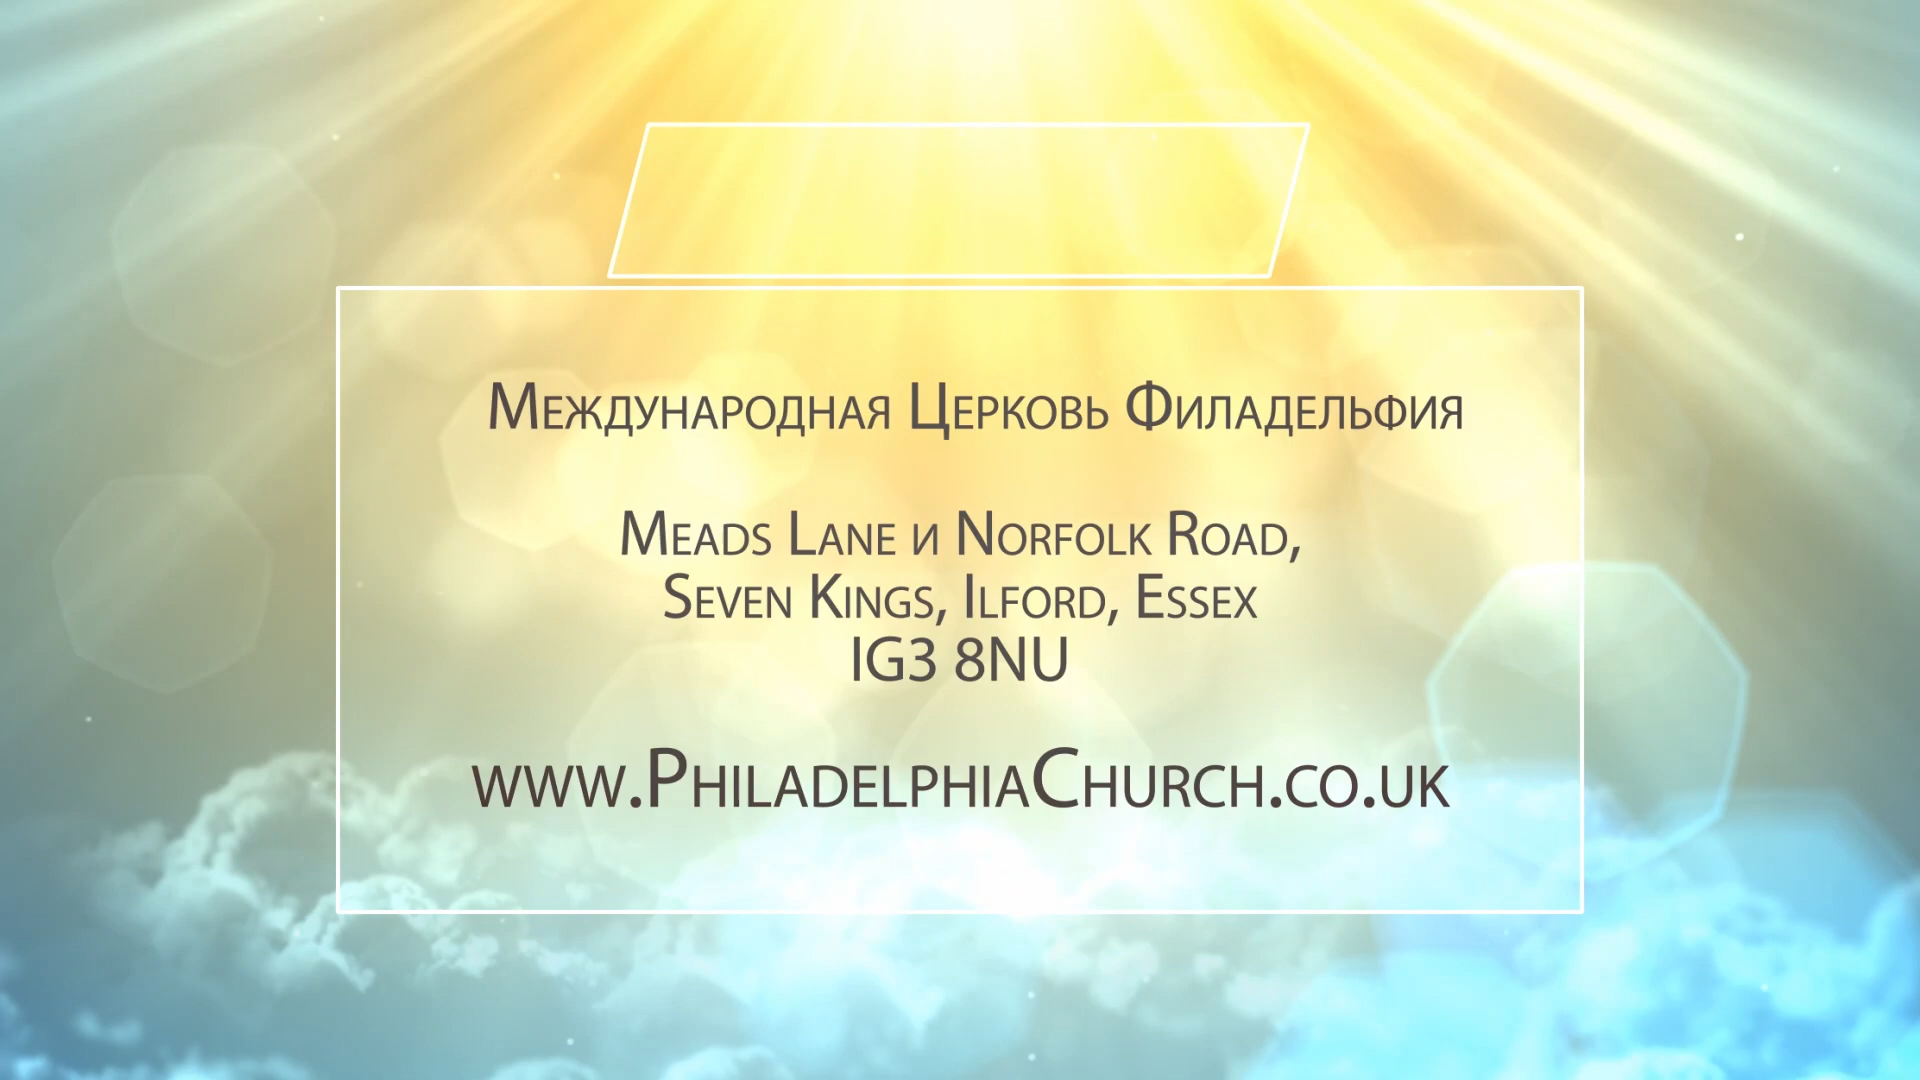 Международная Церковь Филадельфия
Meads Lane и Norfolk Road,
Seven Kings, Ilford, Essex
IG3 8NU
www.PhiladelphiaChurch.co.uk